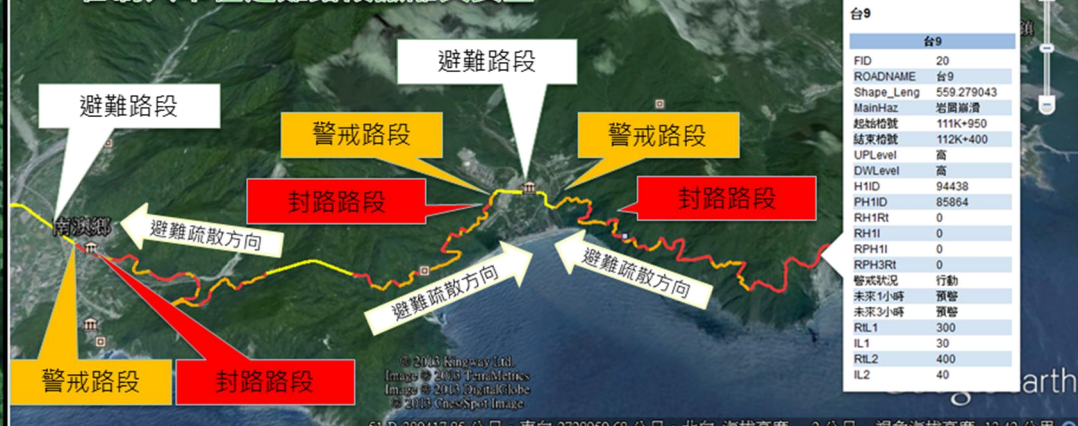 避難路段
避難路段
警戒路段
警戒路段
封路路段
封路路段
南澳鄉
避難疏散方向
避難疏散方向
避難疏散方向
警戒路段
封路路段
© 2013 Kingway Ltd.
Image © 2013 TerraMetrics
Image © 2013 DigitalGlobe
© 2013 Cnes/Spot Image
鎮
台9
台9
FID 20
ROADNAME 台9
Shape_Leng 559.279043
MainHaz 岩屑崩滑
起始樁號 111K+950
結束樁號 112K+400
UPLevel 高
DWLevel 高
H1ID 94438
PH1ID 85864
RH1Rt 0
RH1I 0
RPH1I 0
RPH3Rt 0
警戒狀況 行動
未來1小時 預警
未來3小時 預警
RtL1 300
IL1 30
RtL2 400
IL2 40
earth